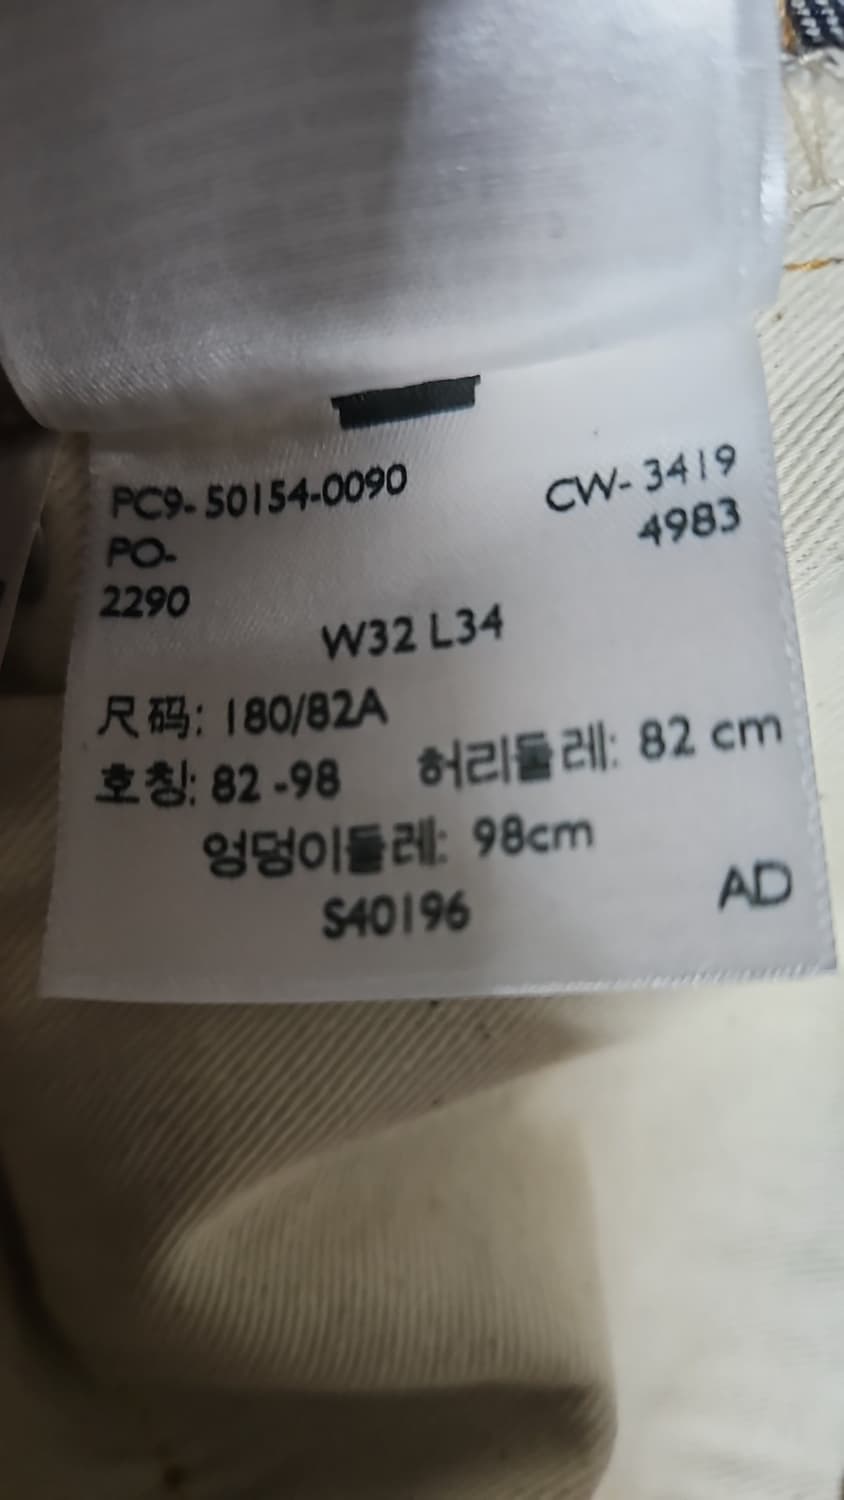 PC9-50154-0090 CW-3419
PO- 4983
2290
W32 L34
尺码: 180/82A
호칭: 82 -98 허리둘레: 82 cm
엉덩이둘레: 98cm
S40196 AD